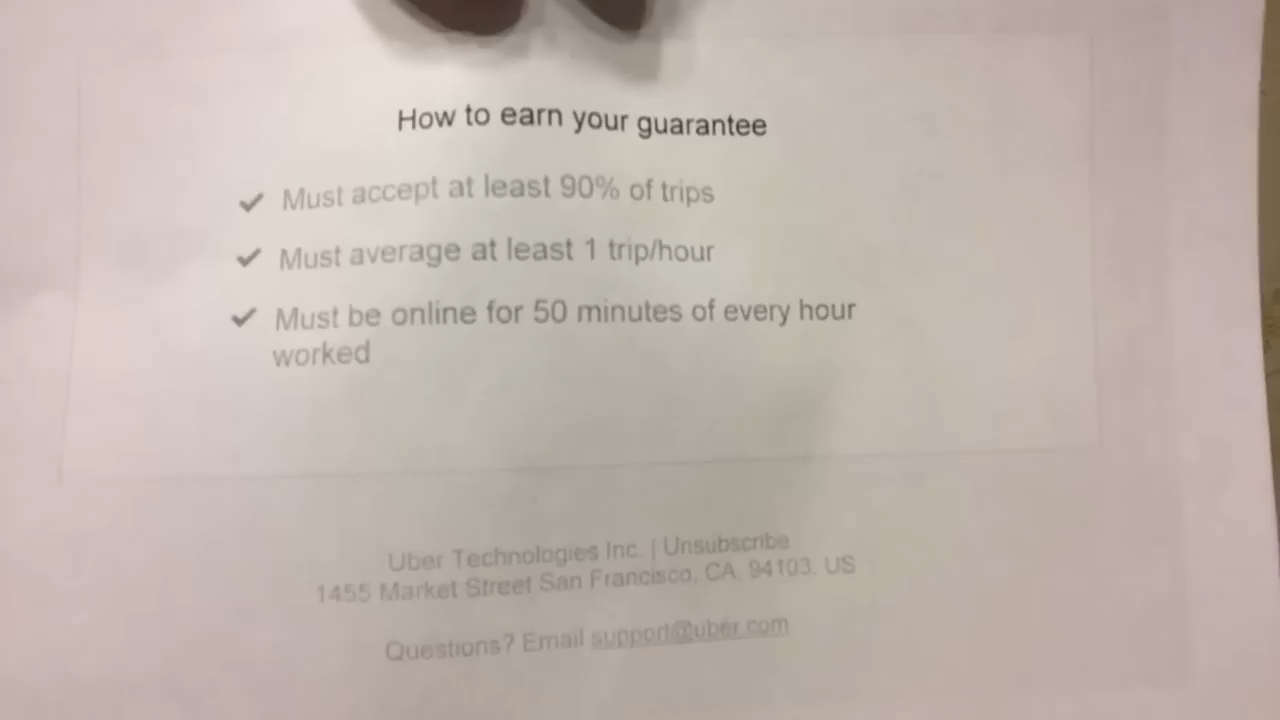 How to earn your guarantee
Must accept at least 90% of trips
Must average at least 1 trip/hour
Must be online for 50 minutes of every hour
worked
Uber Technologies Inc. | Unsubscribe
1455 Market Street San Francisco, CA, 94103, US
Questions? Email support@uber.com